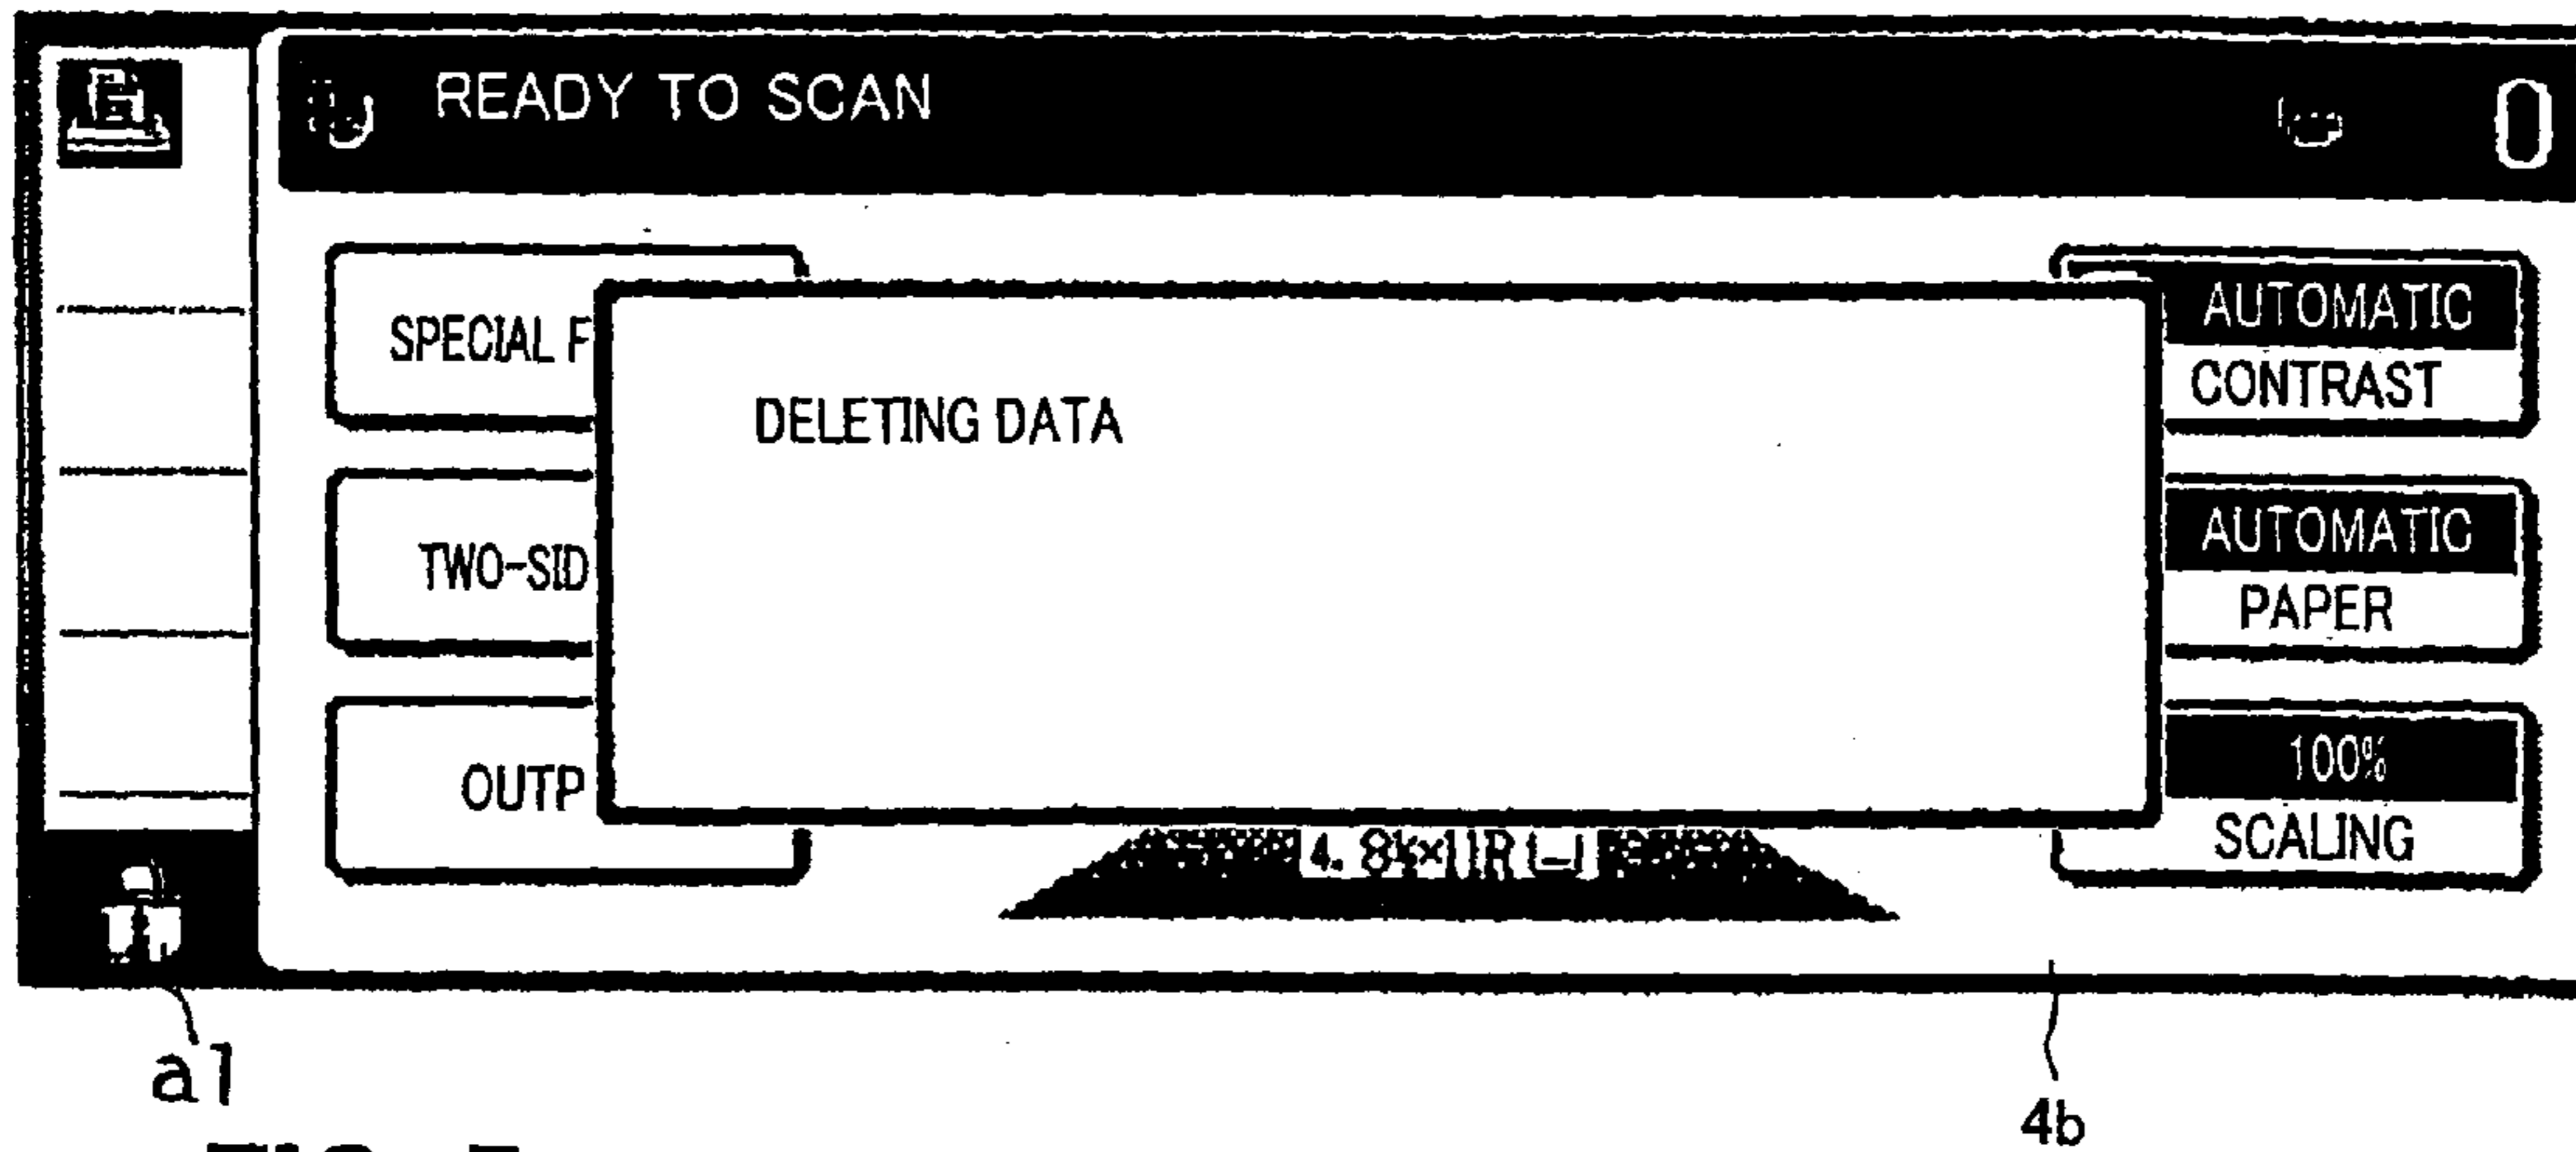 READY TO SCAN
0
SPECIAL F
AUTOMATIC
CONTRAST
DELETING DATA
TWO-SID
AUTOMATIC
PAPER
OUTP
100%
SCALING
a1
4b